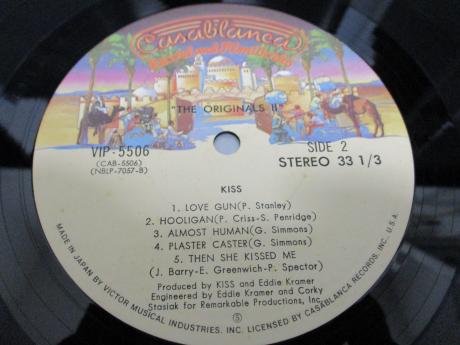 Casablanca
Record and FilmWorks
"THE ORIGINALS II"
VIP-5506
(CAB-5506)
(NBLP-7057-B)
SIDE 2
STEREO 33 1/3
KISS
1. LOVE GUN(P. Stanley)
2. HOOLIGAN(P. Criss-S. Penridge)
3. ALMOST HUMAN(G. Simmons)
4. PLASTER CASTER(G. Simmons)
5. THEN SHE KISSED ME
(J. Barry-E. Greenwich-P. Spector)
Produced by KISS and Eddie Kramer
Engineered by Eddie Kramer and Corky
Stasiak for Remarkable Productions, Inc.
Ⓢ
MADE IN JAPAN BY VICTOR MUSICAL INDUSTRIES. INC. LICENSED BY CASABLANCA RECORDS, INC. U.S.A.